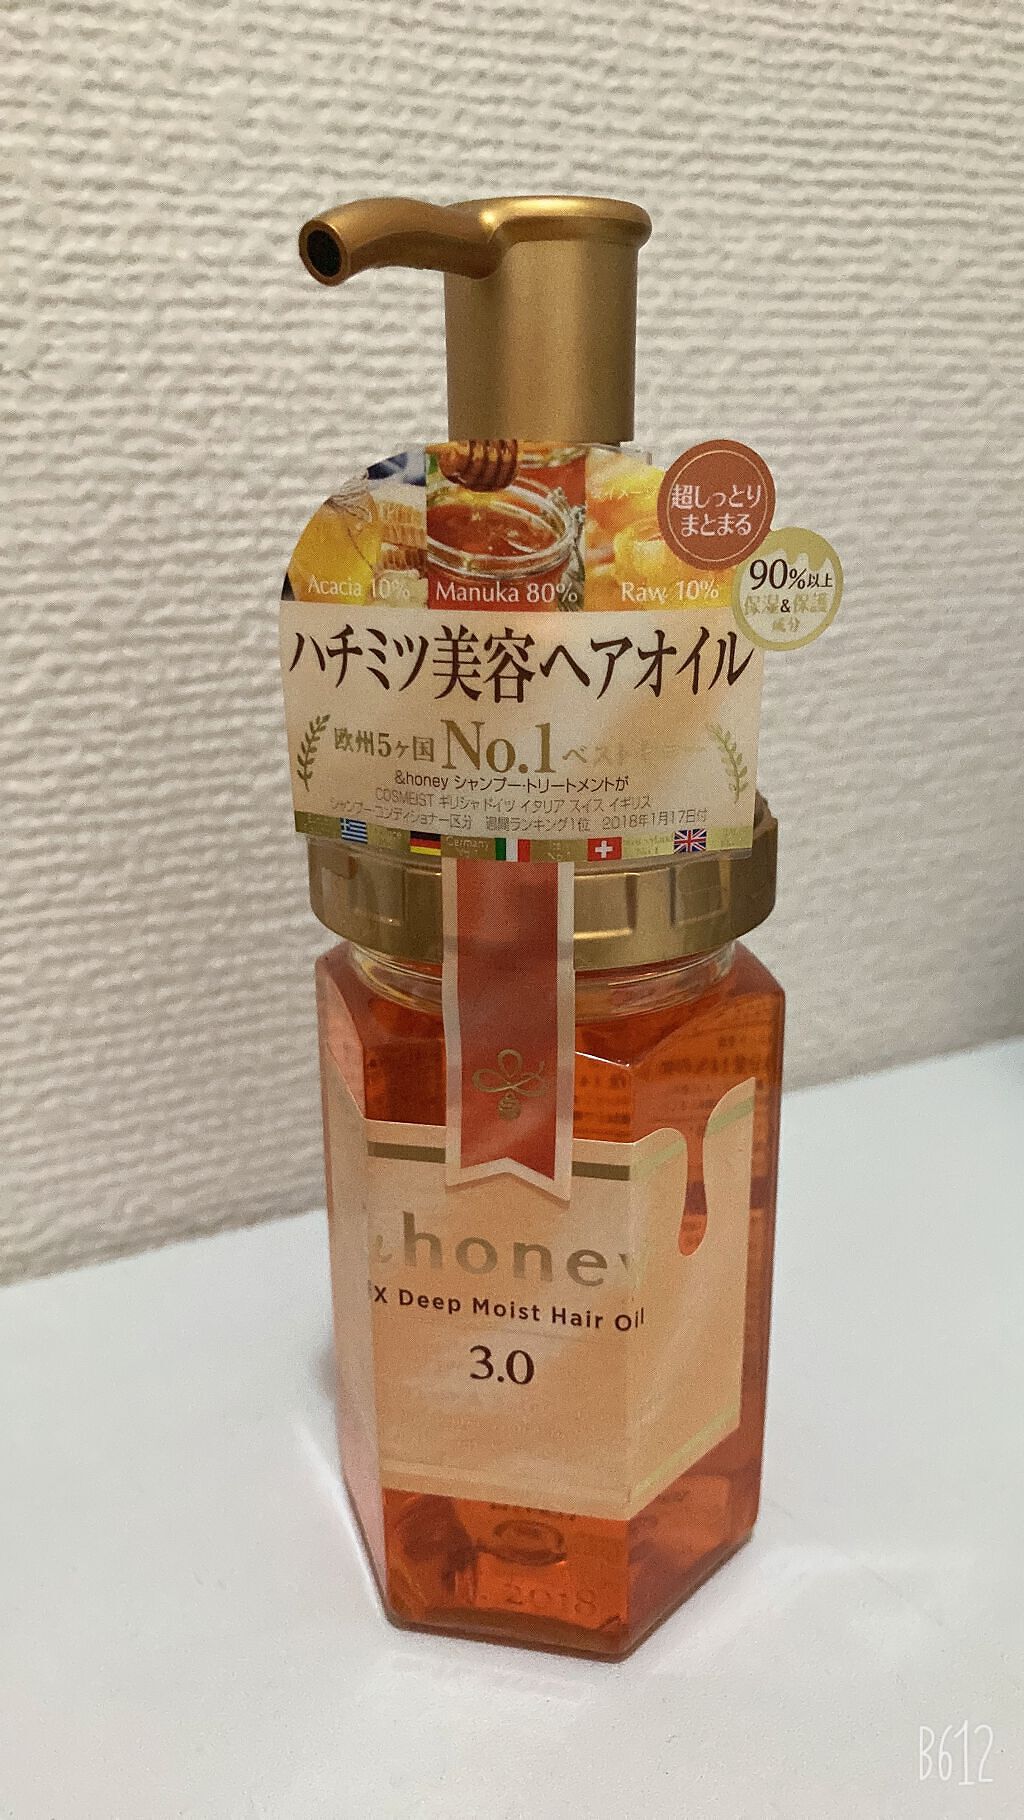 超しっとり
まとまる
90%以上
保湿&保護
成分
Acacia 10%
Manuka 80%
Raw 10%
ハチミツ美容ヘアオイル
欧州5ヶ国 No.1
&honey シャンプー・トリートメントが
COSMEIST ギリシャ ドイツ イタリア スイス イギリス
シャンプー コンディショナー区分 週間ランキング1位 2018年1月17日付
Germany
honey
Deep Moist Hair Oil
3.0
2018
B612